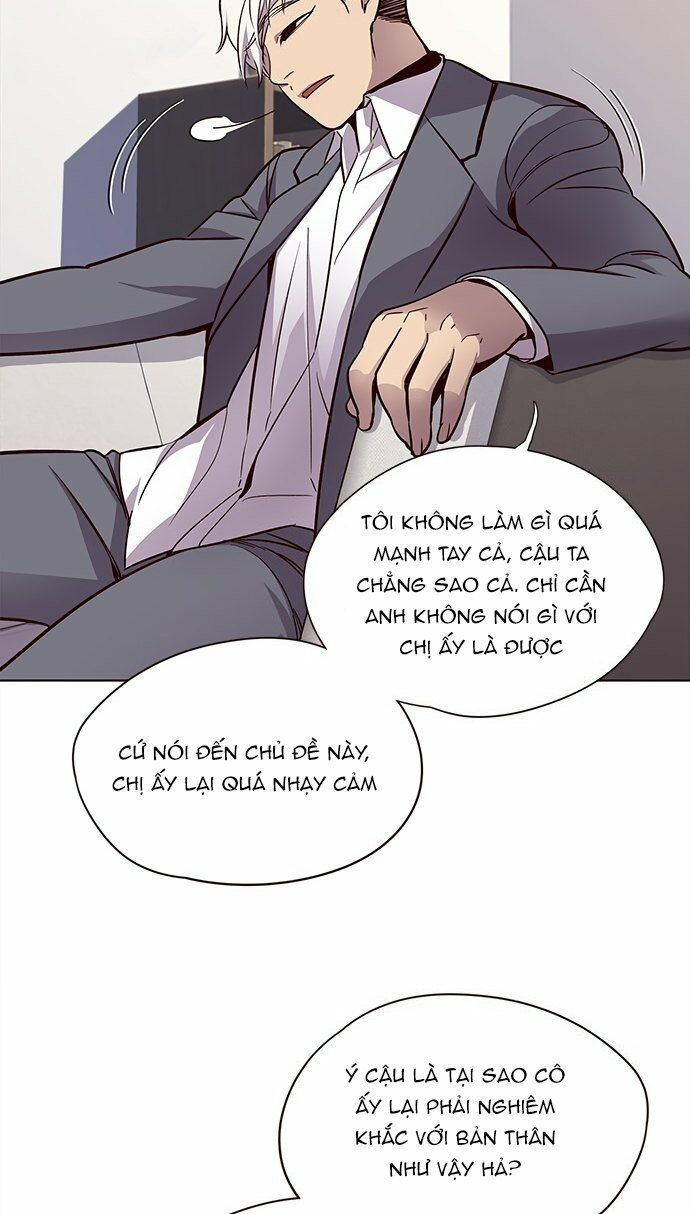 TÔI KHÔNG LÀM GÌ QUÁ
MẠNH TAY CẢ, CẬU TA
CHẲNG SAO CẢ. CHỈ CẦN
ANH KHÔNG NÓI GÌ VỚI
CHỊ ẤY LÀ ĐƯỢC
CỨ NÓI ĐẾN CHỦ ĐỀ NÀY,
CHỊ ẤY LẠI QUÁ NHẠY CẢM
Ý CẬU LÀ TẠI SAO CÔ
ẤY LẠI PHẢI NGHIÊM
KHẮC VỚI BẢN THÂN
NHƯ VẬY HẢ?